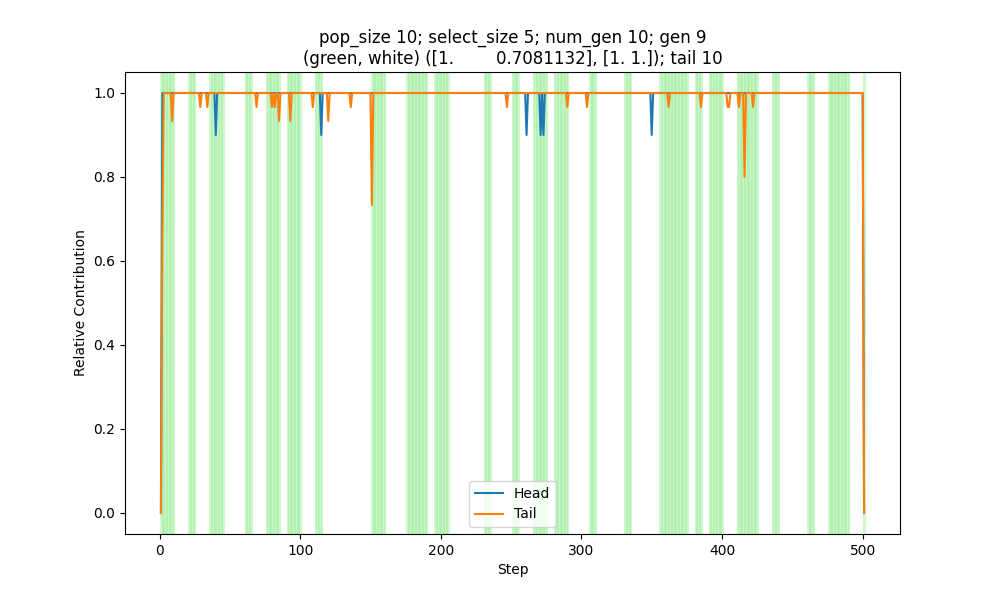 pop_size 10; select_size 5; num_gen 10; gen 9
(green, white) ([1. 0.7081132], [1. 1.]); tail 10
1.0
0.8
0.6
0.4
0.2
0.0
Relative Contribution
Head
Tail
0 100 200 300 400 500
Step